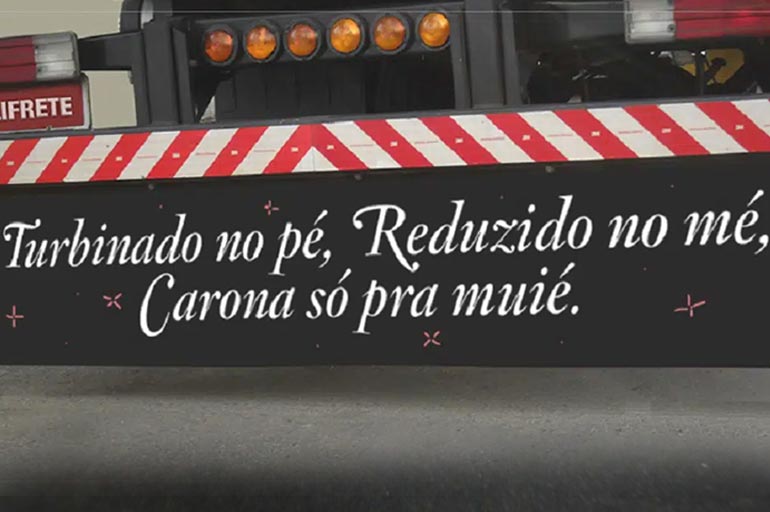 IFRETE
Turbinado no pé, Reduzido no mé,
Carona só pra muié.